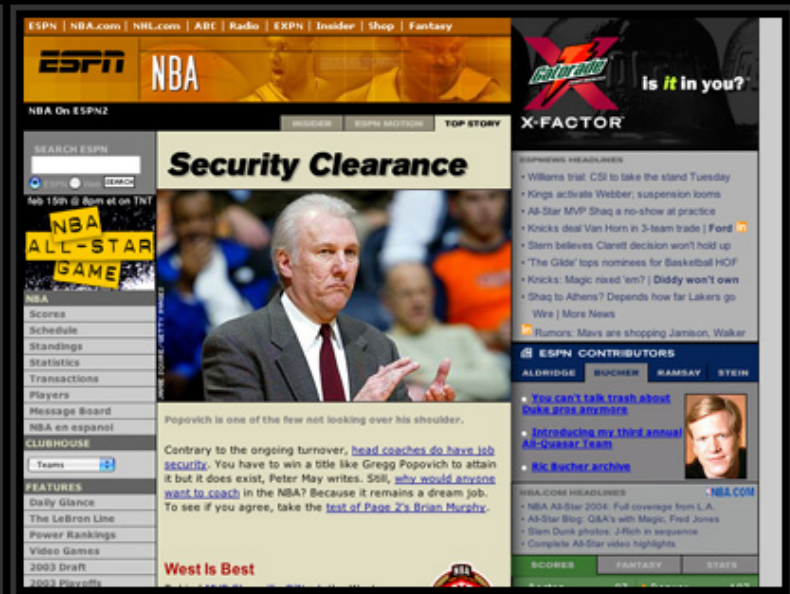 ESPN | NBA.com | NHL.com | ABC | Radio | EXPN | Insider | Shop | Fantasy
ESPN NBA
NBA On ESPN2
INSIDER ESPN MOTION TOP STORY
SEARCH ESPN
ESPN Web SEARCH
feb 15th @ 8pm et on TNT
NBA
ALL-STAR
GAME
NBA
Scores
Schedule
Standings
Statistics
Transactions
Players
Message Board
NBA en espanol
CLUBHOUSE
Teams
FEATURES
Daily Glance
The LeBron Line
Power Rankings
Video Games
2003 Draft
2003 Playoffs
Security Clearance
Popovich is one of the few not looking over his shoulder.
Contrary to the ongoing turnover, head coaches do have job
security. You have to win a title like Gregg Popovich to attain
it but it does exist, Peter May writes. Still, why would anyone
want to coach in the NBA? Because it remains a dream job.
To see if you agree, take the test of Page 2's Brian Murphy.
West Is Best
Gatorade
is it in you?
X-FACTOR
ESPNEWS HEADLINES
• Williams trial: CSI to take the stand Tuesday
• Kings activate Webber; suspension looms
• All-Star MVP Shaq a no-show at practice
• Knicks deal Van Horn in 3-team trade | Ford in
• Stern believes Clarett decision won't hold up
• 'The Glide' tops nominees for Basketball HOF
• Knicks: Magic nixed 'em? | Diddy won't own
• Shaq to Athens? Depends how far Lakers go
Wire | More News
in Rumors: Mavs are shopping Jamison, Walker
ESPN CONTRIBUTORS
ALDRIDGE BUCHER RAMSAY STEIN
• You can't talk trash about
Duke pros anymore
• Introducing my third annual
All-Quasar Team
• Ric Bucher archive
NBA.COM HEADLINES NBA.COM
• NBA All-Star 2004: Full coverage from L.A.
• All-Star Blog: Q&A's with Magic, Fred Jones
• Slam Dunk photos: J-Rich in sequence
• Complete All-Star video highlights
SCORES FANTASY STATS